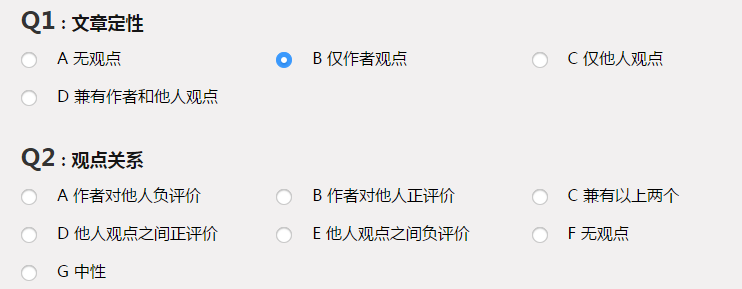 Q1 : 文章定性
A 无观点 B 仅作者观点 C 仅他人观点
D 兼有作者和他人观点
Q2 : 观点关系
A 作者对他人负评价 B 作者对他人正评价 C 兼有以上两个
D 他人观点之间正评价 E 他人观点之间负评价 F 无观点
G 中性